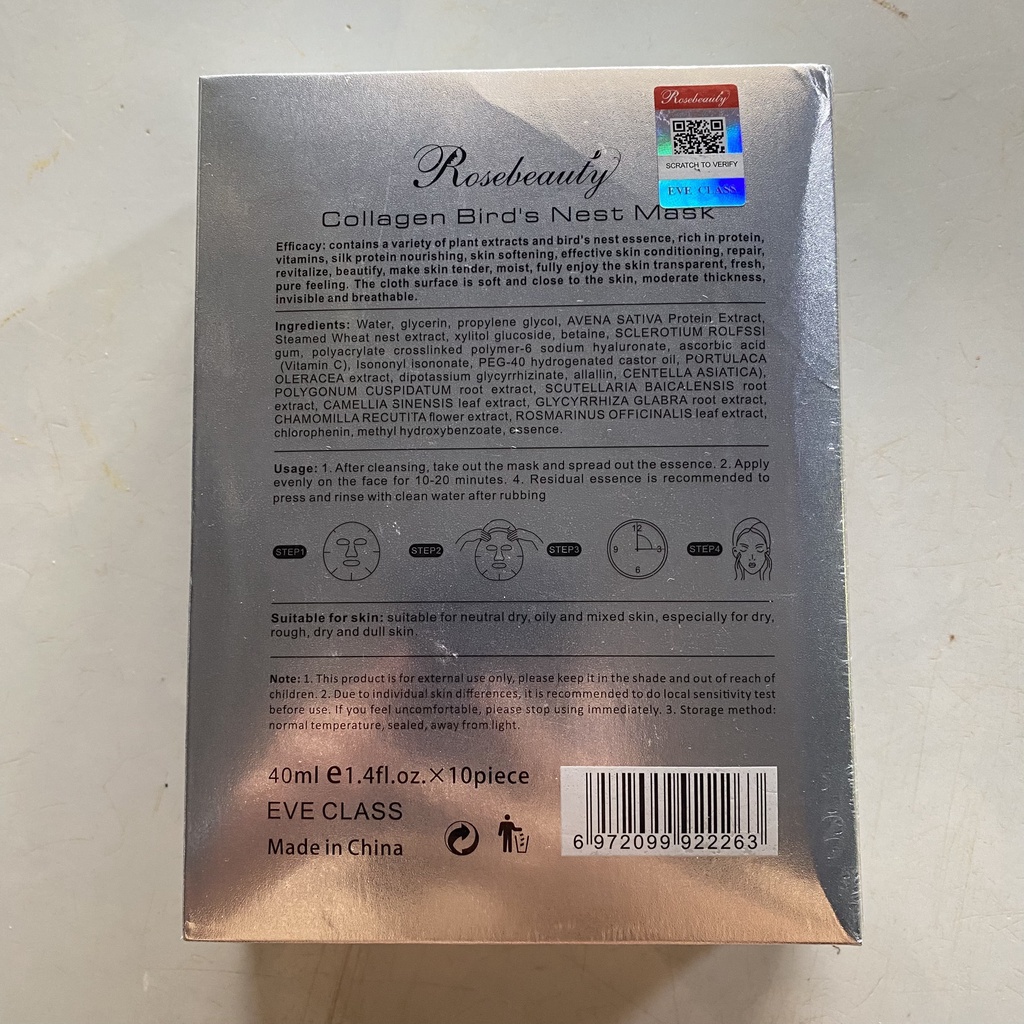 Rosebeauty
SCRATCH TO VERIFY
EVE CLASS
Rosebeauty
Collagen Bird's Nest Mask
Efficacy: contains a variety of plant extracts and bird's nest essence, rich in protein,
vitamins, silk protein nourishing, skin softening, effective skin conditioning, repair,
revitalize, beautify, make skin tender, moist, fully enjoy the skin transparent, fresh,
pure feeling. The cloth surface is soft and close to the skin, moderate thickness,
invisible and breathable.
Ingredients: Water, glycerin, propylene glycol, AVENA SATIVA Protein Extract,
Steamed Wheat nest extract, xylitol glucoside, betaine, SCLEROTIUM ROLFSSI
gum, polyacrylate crosslinked polymer-6 sodium hyaluronate, ascorbic acid
(Vitamin C), Isononyl isononate, PEG-40 hydrogenated castor oil, PORTULACA
OLERACEA extract, dipotassium glycyrrhizinate, allallin, CENTELLA ASIATICA),
POLYGONUM CUSPIDATUM root extract, SCUTELLARIA BAICALENSIS root
extract, CAMELLIA SINENSIS leaf extract, GLYCYRRHIZA GLABRA root extract,
CHAMOMILLA RECUTITA flower extract, ROSMARINUS OFFICINALIS leaf extract,
chlorophenin, methyl hydroxybenzoate, essence.
Usage: 1. After cleansing, take out the mask and spread out the essence. 2. Apply
evenly on the face for 10-20 minutes. 4. Residual essence is recommended to
press and rinse with clean water after rubbing
STEP1 STEP2 STEP3 12 3 6 9 STEP4
Suitable for skin: suitable for neutral dry, oily and mixed skin, especially for dry,
rough, dry and dull skin.
Note: 1. This product is for external use only, please keep it in the shade and out of reach of
children. 2. Due to individual skin differences, it is recommended to do local sensitivity test
before use. If you feel uncomfortable, please stop using immediately. 3. Storage method:
normal temperature, sealed, away from light.
40ml e1.4fl.oz.×10piece
EVE CLASS
Made in China
6 972099 922263